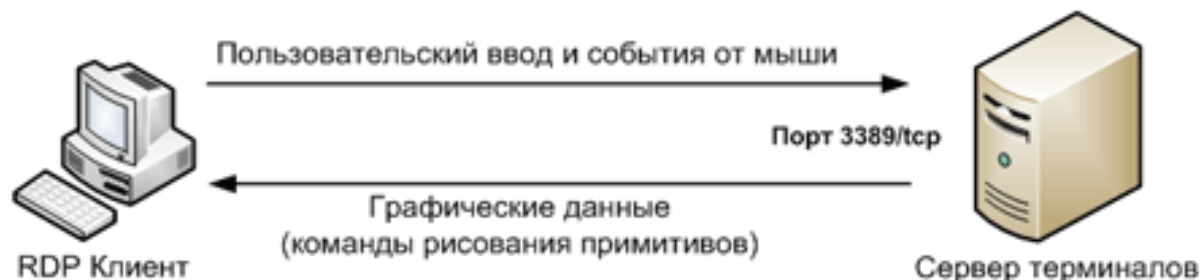 Пользовательский ввод и события от мыши
Порт 3389/tcp
Графические данные
(команды рисования примитивов)
RDP Клиент
Сервер терминалов